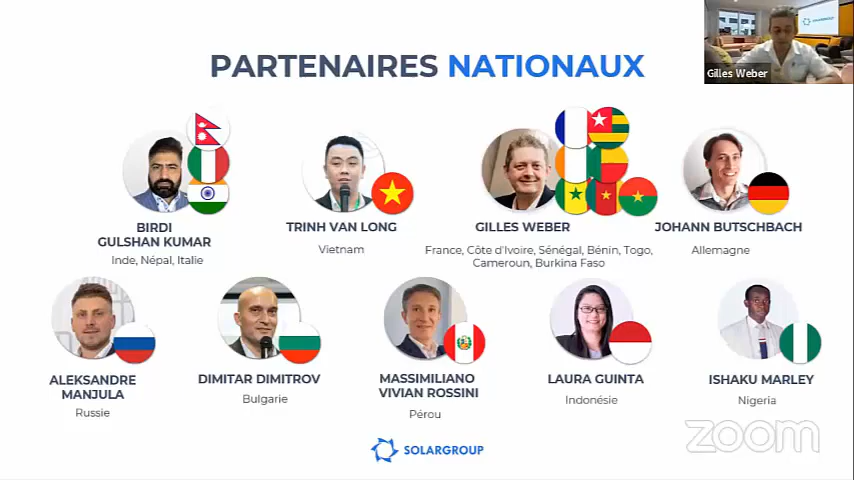 Gilles Weber
SOLARGROUP
PARTENAIRES NATIONAUX
BIRDI
GULSHAN KUMAR
Inde, Népal, Italie
TRINH VAN LONG
Vietnam
GILLES WEBER
France, Côte d'Ivoire, Sénégal, Bénin, Togo,
Cameroun, Burkina Faso
JOHANN BUTSCHBACH
Allemagne
ALEKSANDRE
MANJULA
Russie
DIMITAR DIMITROV
Bulgarie
MASSIMILIANO
VIVIAN ROSSINI
Pérou
LAURA GUINTA
Indonésie
ISHAKU MARLEY
Nigeria
SOLARGROUP
zoom